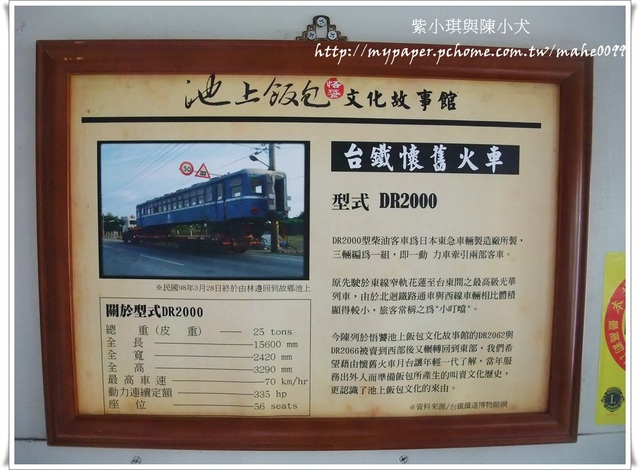 紫小琪與陳小犬
http://mypaper.pchome.com.tw/mahe0099
池上飯包 悟饕 文化故事館
台鐵懷舊火車
型式 DR2000
50
DR2000型柴油客車爲日本東急車輛製造廠所製，
三輛編爲一組，即一動 力車牽引兩部客車。
原先駛於東線窄軌花蓮至台東間之最高級光華
列車，由於北迴鐵路通車與西線車輛相比體積
顯得較小，旅客常稱之爲“小叮噹”。
今陳列於悟饕池上飯包文化故事館的DR2062與
DR2066被賣到西部後又輾轉回到東部，我們希
望藉由懷舊火車月台讓年輕一代了解，當年服
務出外人而準備飯包所產生的叫賣文化歷史，
更認識了池上飯包文化的來由。
※資料來源/台鐵鐵道博物館網
※民國98年3月28日終於由林邊回到故鄉池上
關於型式DR2000
總 重(皮 重) —— 25 tons
全 長 —— 15600 mm
全 寬 —— 2420 mm
全 高 —— 3290 mm
最 高 車 速 —— 70 km/hr
動力連續定額 —— 335 hp
座 位 —— 56 seats